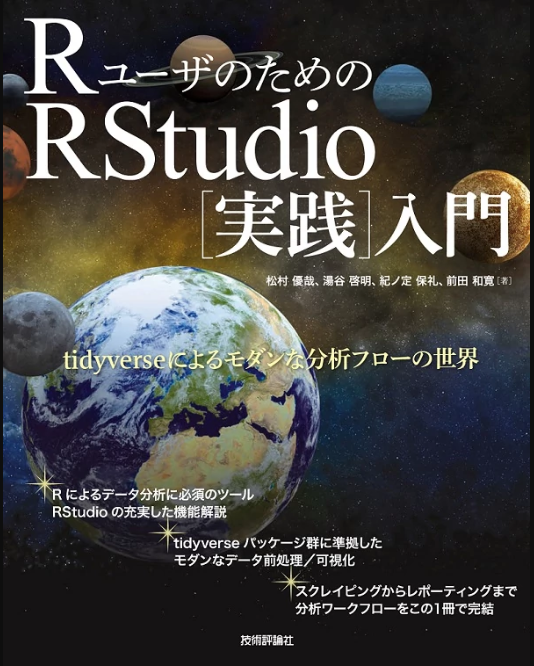 Rユーザのための
RStudio
[実践]入門
松村 優哉、湯谷 啓明、紀ノ定 保礼、前田 和寛[著]
tidyverseによるモダンな分析フローの世界
R によるデータ分析に必須のツール
RStudio の充実した機能解説
tidyverse パッケージ群に準拠した
モダンなデータ前処理/可視化
スクレイピングからレポーティングまで
分析ワークフローをこの1冊で完結
技術評論社